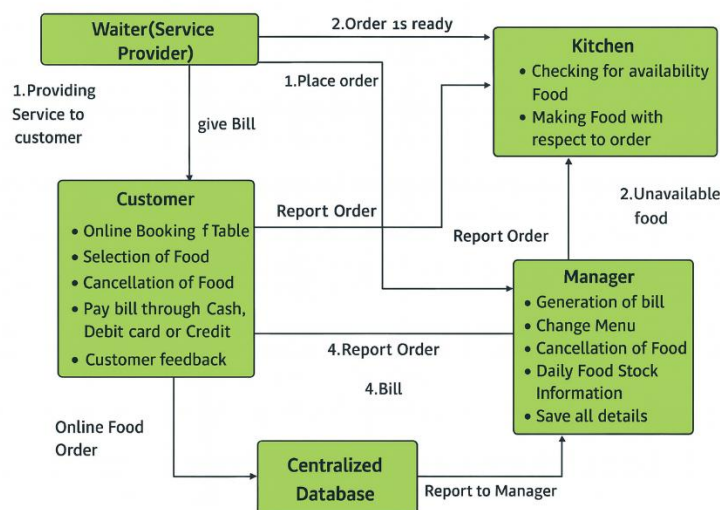 Waiter(Service
Provider)
2.Order 1s ready
Kitchen
• Checking for availability
Food
• Making Food with
respect to order
1.Place order
1.Providing
Service to
customer
give Bill
Customer
• Online Booking f Table
• Selection of Food
• Cancellation of Food
• Pay bill through Cash,
Debit card or Credit
• Customer feedback
Report Order
2.Unavailable
food
Report Order
Manager
• Generation of bill
• Change Menu
• Cancellation of Food
• Daily Food Stock
Information
• Save all details
4.Report Order
4.Bill
Online Food
Order
Centralized
Database
Report to Manager